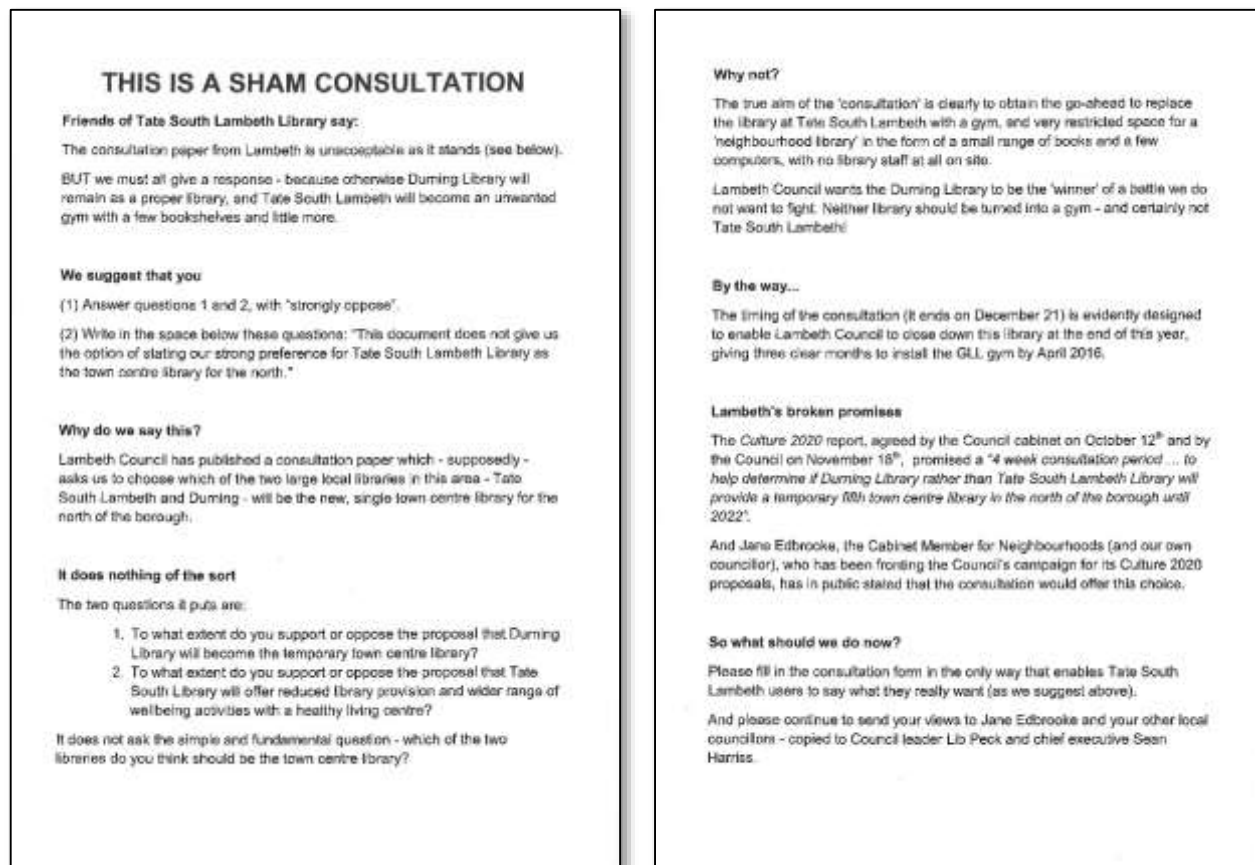 THIS IS A SHAM CONSULTATION
Friends of Tate South Lambeth Library say:
The consultation paper from Lambeth is unacceptable as it stands (see below).
BUT we must all give a response - because otherwise Durning Library will
remain as a proper library, and Tate South Lambeth will become an unwanted
gym with a few bookshelves and little more.
We suggest that you
(1) Answer questions 1 and 2, with "strongly oppose".
(2) Write in the space below these questions: "This document does not give us
the option of stating our strong preference for Tate South Lambeth Library as
the town centre library for the north."
Why do we say this?
Lambeth Council has published a consultation paper which - supposedly -
asks us to choose which of the two large local libraries in this area - Tate
South Lambeth and Durning - will be the new, single town centre library for the
north of the borough.
It does nothing of the sort
The two questions it puts are:
1. To what extent do you support or oppose the proposal that Durning
Library will become the temporary town centre library?
2. To what extent do you support or oppose the proposal that Tate
South Library will offer reduced library provision and wider range of
wellbeing activities with a healthy living centre?
It does not ask the simple and fundamental question - which of the two
libraries do you think should be the town centre library?
Why not?
The true aim of the 'consultation' is clearly to obtain the go-ahead to replace
the library at Tate South Lambeth with a gym, and very restricted space for a
'neighbourhood library' in the form of a small range of books and a few
computers, with no library staff at all on site.
Lambeth Council wants the Durning Library to be the 'winner' of a battle we do
not want to fight. Neither library should be turned into a gym - and certainly not
Tate South Lambeth!
By the way...
The timing of the consultation (it ends on December 21) is evidently designed
to enable Lambeth Council to close down this library at the end of this year,
giving three clear months to install the GLL gym by April 2016.
Lambeth's broken promises
The Culture 2020 report, agreed by the Council cabinet on October 12th and by
the Council on November 18th, promised a "4 week consultation period ... to
help determine if Durning Library rather than Tate South Lambeth Library will
provide a temporary fifth town centre library in the north of the borough until
2022".
And Jane Edbrooke, the Cabinet Member for Neighbourhoods (and our own
councillor), who has been fronting the Council's campaign for its Culture 2020
proposals, has in public stated that the consultation would offer this choice.
So what should we do now?
Please fill in the consultation form in the only way that enables Tate South
Lambeth users to say what they really want (as we suggest above).
And please continue to send your views to Jane Edbrooke and your other local
councillors - copied to Council leader Lib Peck and chief executive Sean
Harriss.